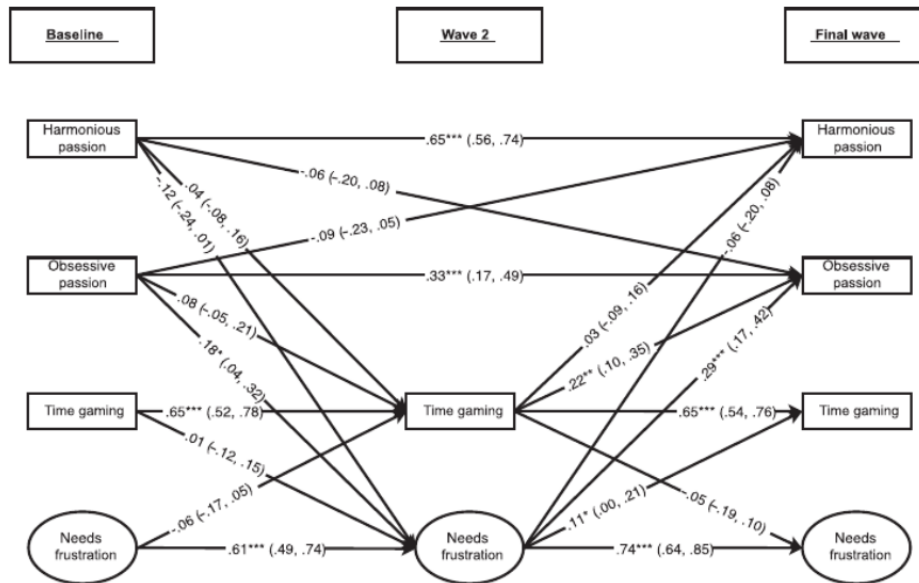 Baseline
Wave 2
Final wave
Harmonious
passion
.65*** (.56, .74)
Harmonious
passion
-.06 (-.20, .08)
.04 (-.08, .16)
-.12 (-.24, .01)
-.09 (-.23, .05)
-.06 (-.20, .08)
Obsessive
passion
.33*** (.17, .49)
Obsessive
passion
.08 (-.05, .21)
.18* (.04, .32)
.03 (-.09, .16)
.22** (.10, .35)
.29*** (.17, .42)
Time gaming
.65*** (.52, .78)
Time gaming
.65*** (.54, .76)
Time gaming
.01 (-.12, .15)
-.06 (-.17, .05)
.11* (.00, .21)
-.05 (-.19, .10)
Needs
frustration
.61*** (.49, .74)
Needs
frustration
.74*** (.64, .85)
Needs
frustration